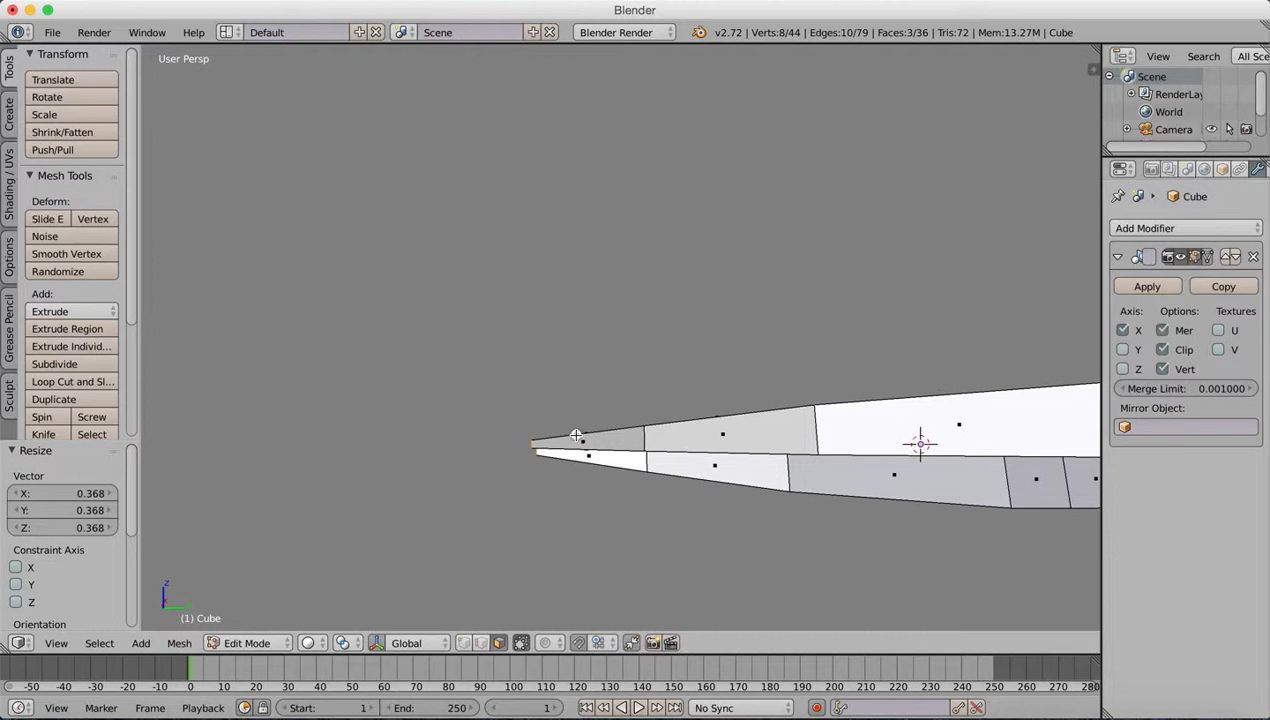 Blender
File Render Window Help Default Scene Blender Render v2.72 | Verts:8/44 | Edges:10/79 | Faces:3/36 | Tris:72 | Mem:13.27M | Cube
Tools
Create
Shading / UVs
Options
Grease Pencil
Sculpt
Transform
Translate
Rotate
Scale
Shrink/Fatten
Push/Pull
Mesh Tools
Deform:
Slide E Vertex
Noise
Smooth Vertex
Randomize
Add:
Extrude
Extrude Region
Extrude Individ...
Subdivide
Loop Cut and Sl...
Duplicate
Spin Screw
Knife Select
Resize
Vector
X: 0.368
Y: 0.368
Z: 0.368
Constraint Axis
X
Y
Z
Orientation
User Persp
z
(1) Cube
View Search All Sce
Scene
RenderLay
World
Camera
Cube
Add Modifier
Apply Copy
Axis: Options: Textures
X Mer U
Y Clip V
Z Vert
Merge Limit: 0.001000
Mirror Object:
View Select Add Mesh Edit Mode Global
-50 -40 -30 -20 -10 0 10 20 30 40 50 60 70 80 90 100 110 120 130 140 150 160 170 180 190 200 210 220 230 240 250 260 270 280
View Marker Frame Playback Start: 1 End: 250 1 No Sync